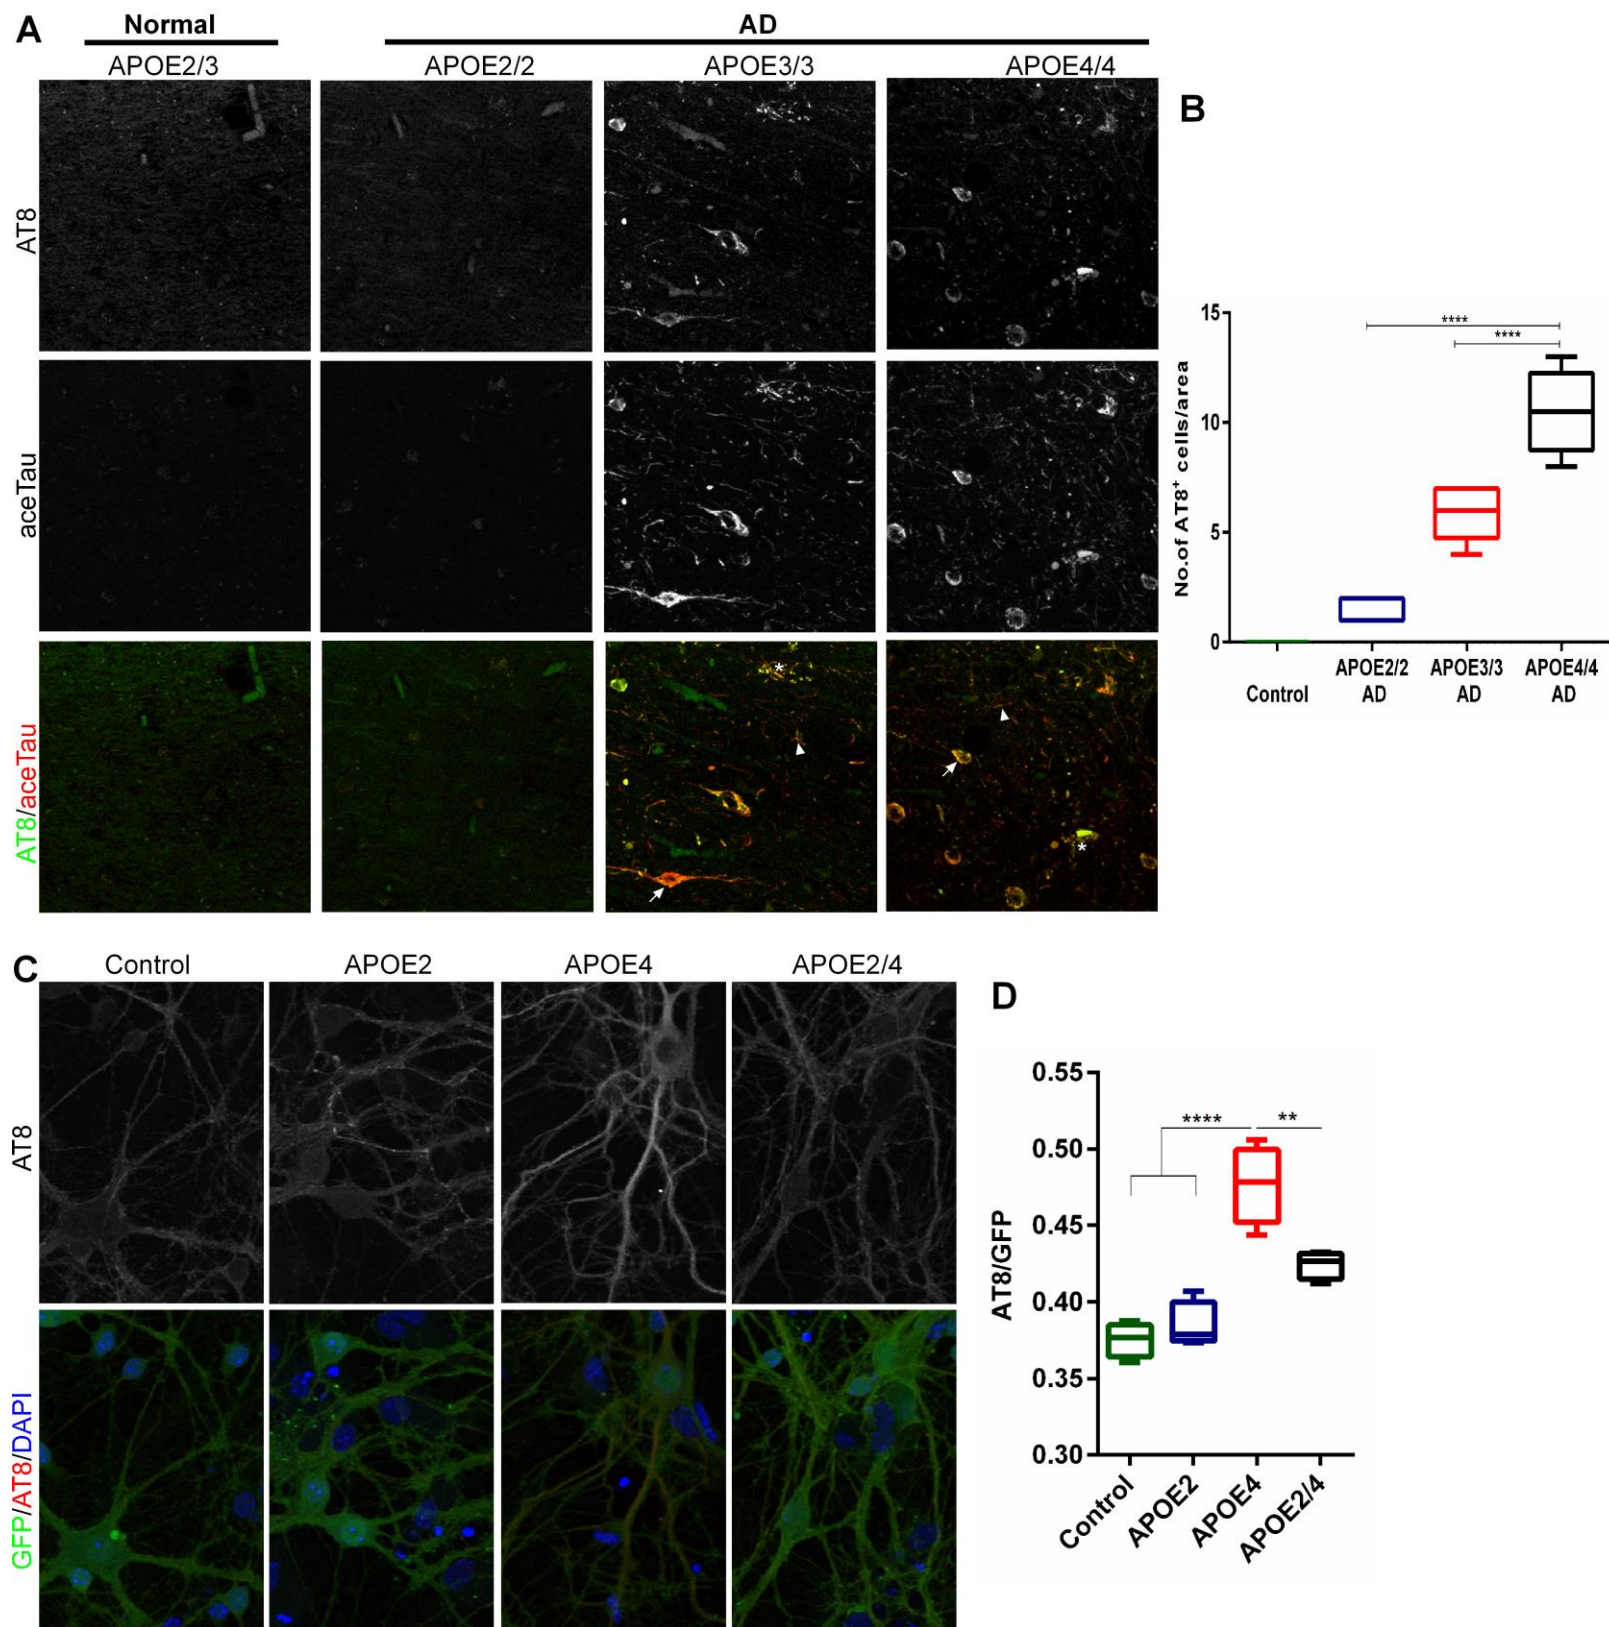 A
Normal
AD
APOE2/3
APOE2/2
APOE3/3
APOE4/4
AT8
aceTau
AT8/aceTau
*
*
B
No.of AT8⁺ cells/area
15
10
5
0
****
****
Control
APOE2/2
AD
APOE3/3
AD
APOE4/4
AD
C
Control
APOE2
APOE4
APOE2/4
AT8
GFP/AT8/DAPI
D
AT8/GFP
0.55
0.50
0.45
0.40
0.35
0.30
****
**
Control
APOE2
APOE4
APOE2/4